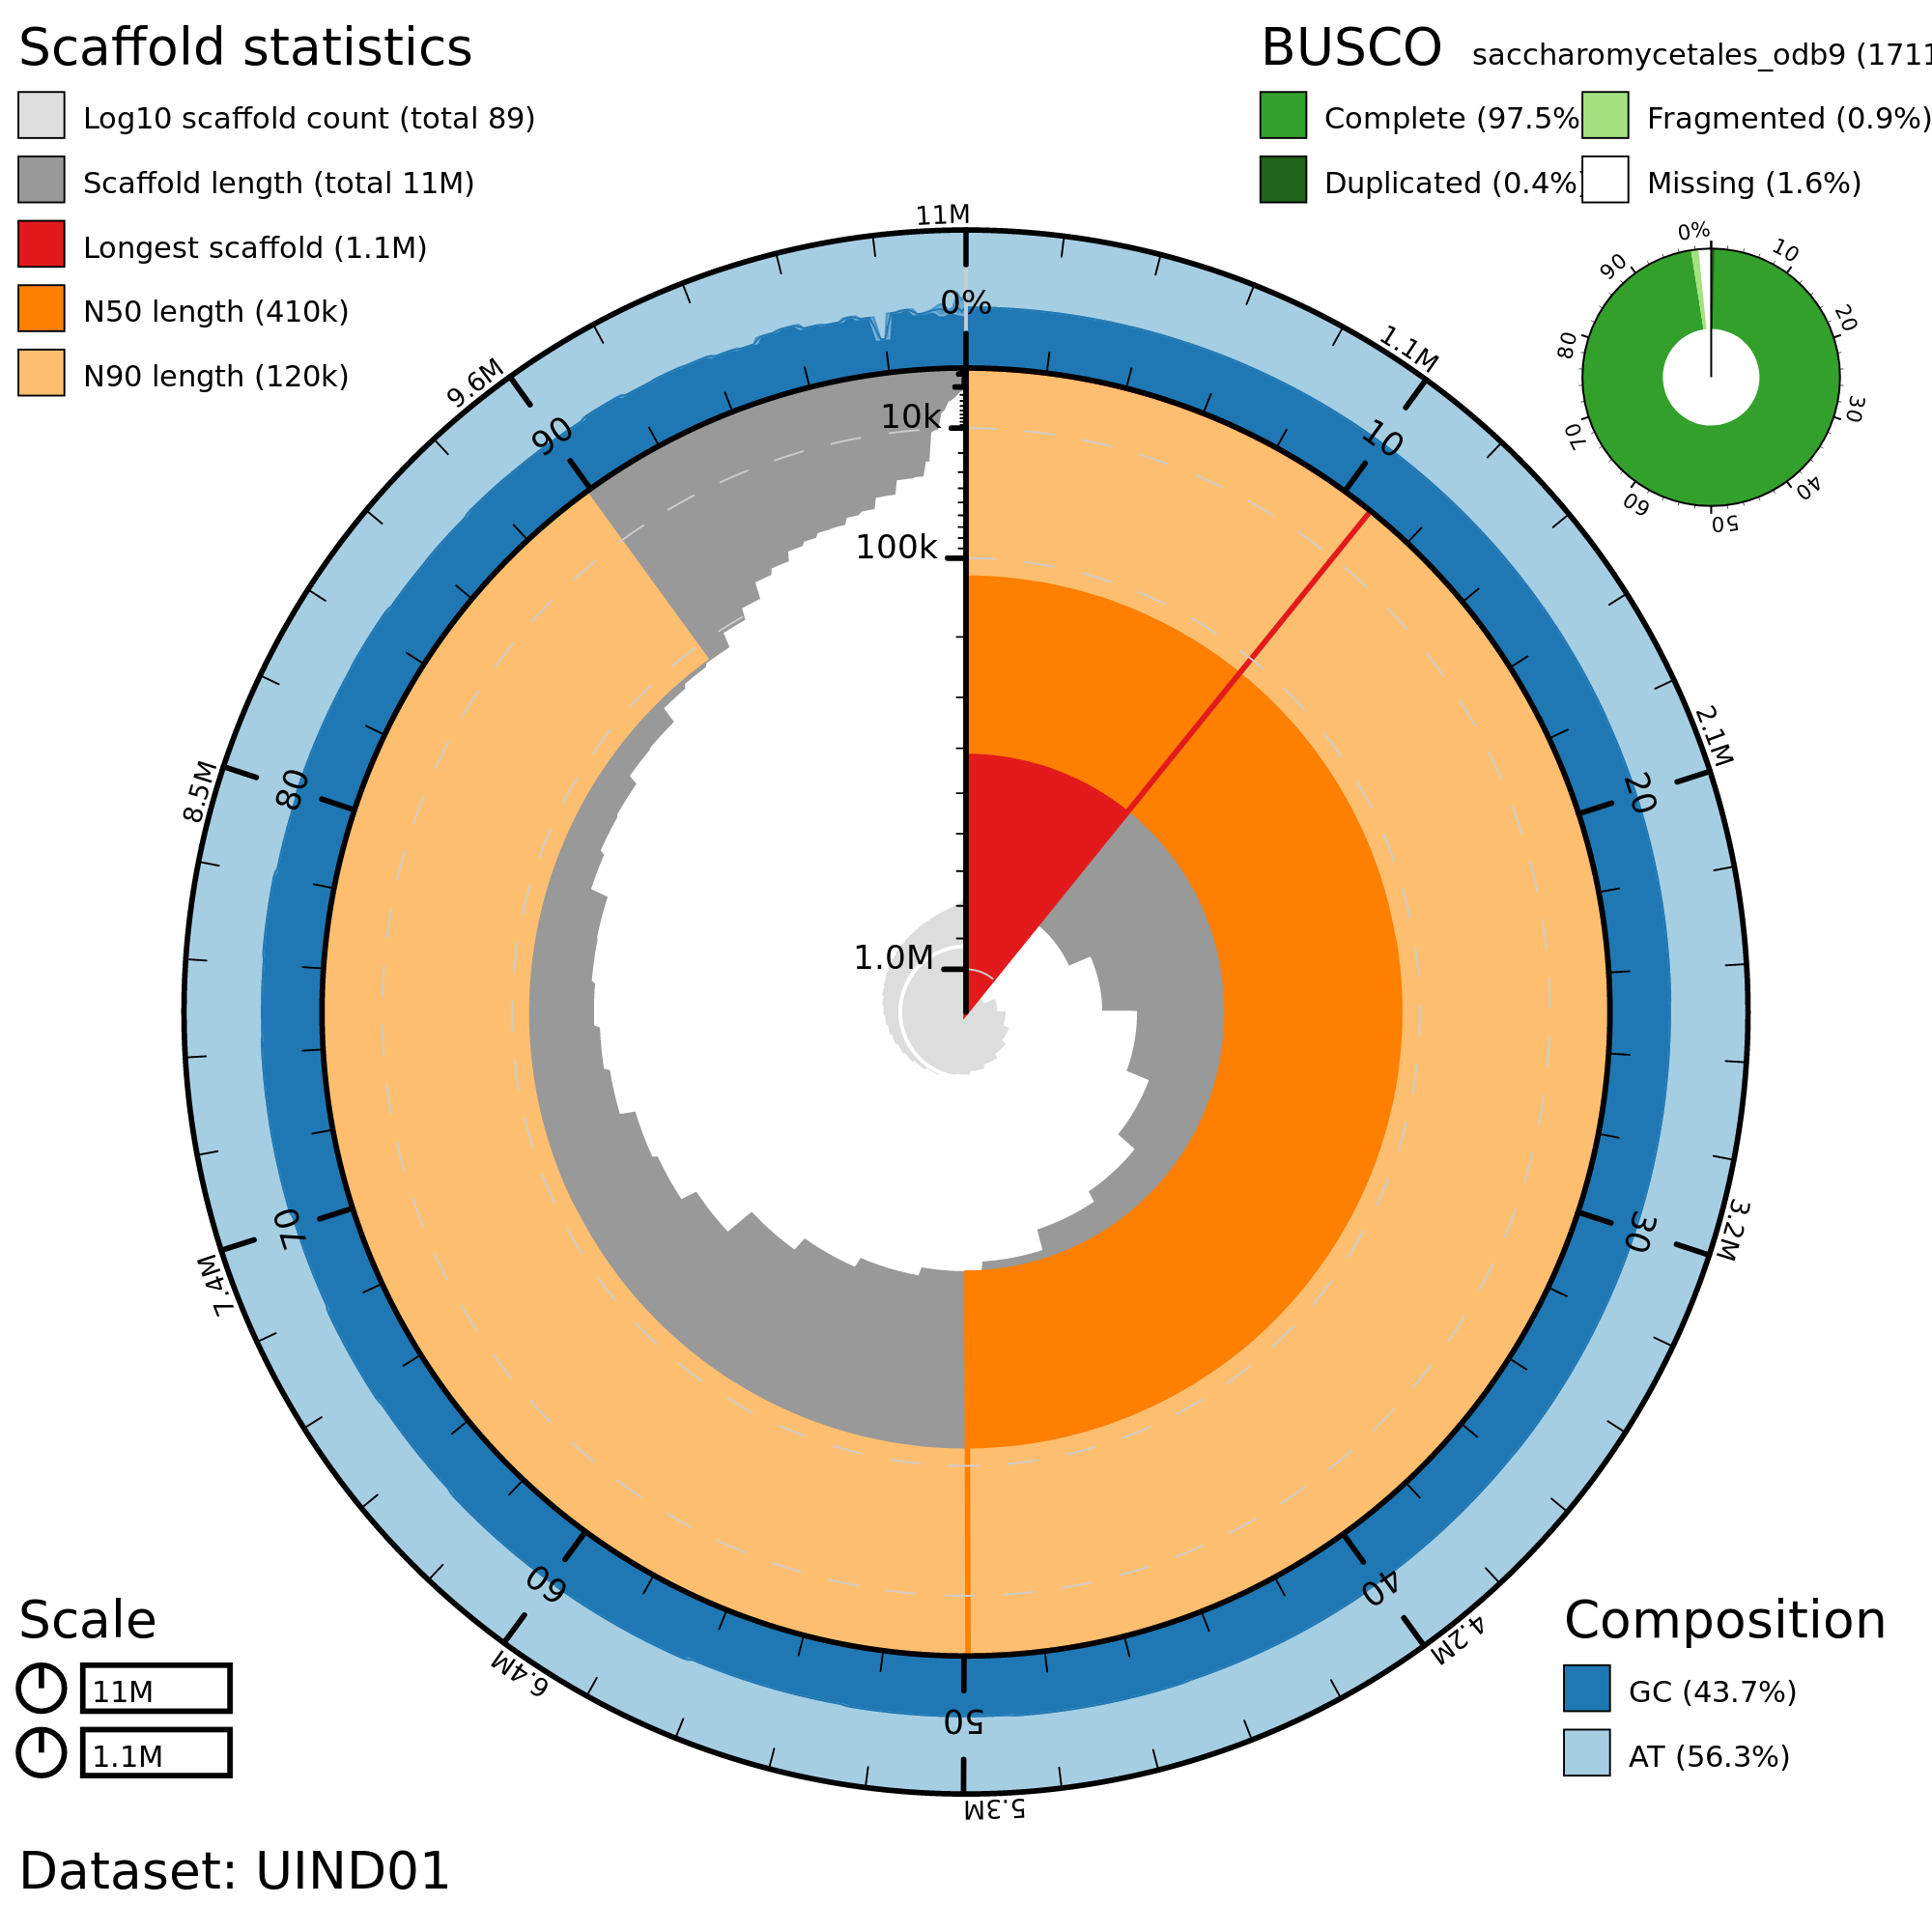 Scaffold statistics
Log10 scaffold count (total 89)
Scaffold length (total 11M)
Longest scaffold (1.1M)
N50 length (410k)
N90 length (120k)
BUSCO saccharomycetales_odb9 (1711
Complete (97.5%
Fragmented (0.9%)
Duplicated (0.4%)
Missing (1.6%)
0%
10
20
30
40
50
60
70
80
90
11M
1.1M
2.1M
3.2M
4.2M
5.3M
6.4M
7.4M
8.5M
9.6M
0%
10
20
30
40
50
60
70
80
90
10k
100k
1.0M
Scale
11M
1.1M
Composition
GC (43.7%)
AT (56.3%)
Dataset: UIND01